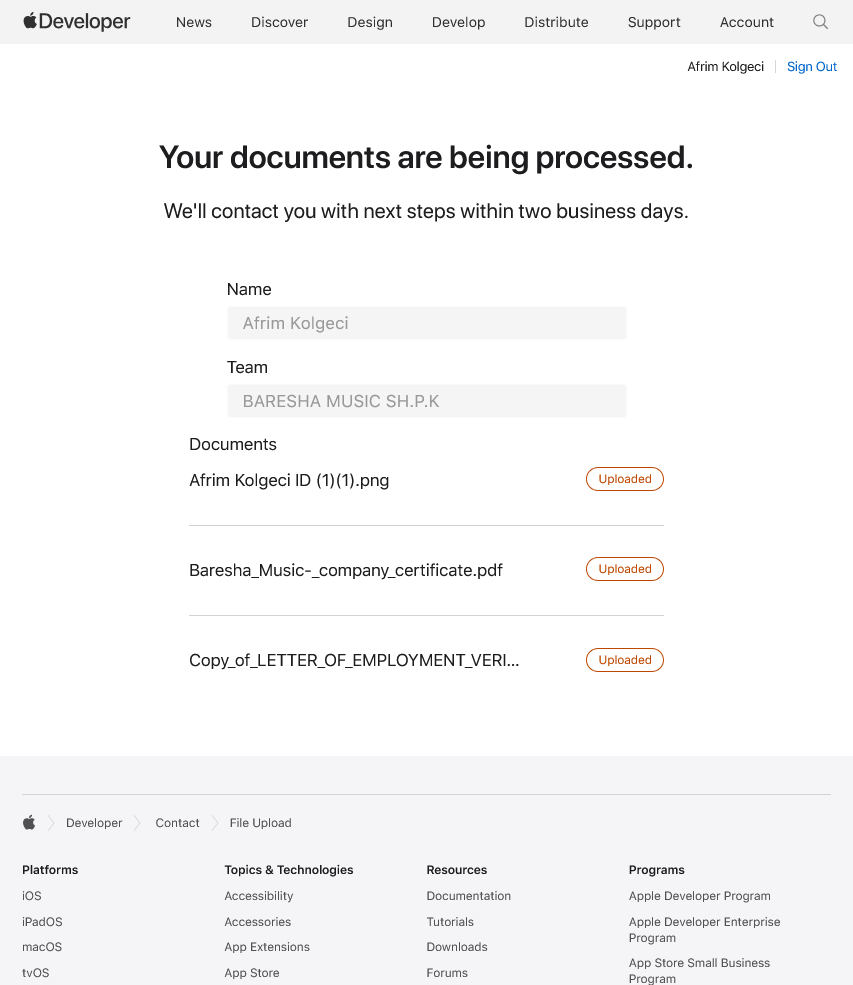 Developer
News
Discover
Design
Develop
Distribute
Support
Account
Afrim Kolgeci
Sign Out
Your documents are being processed.
We'll contact you with next steps within two business days.
Name
Afrim Kolgeci
Team
BARESHA MUSIC SH.P.K
Documents
Afrim Kolgeci ID (1)(1).png
Uploaded
Baresha_Music-_company_certificate.pdf
Uploaded
Copy_of_LETTER_OF_EMPLOYMENT_VERI...
Uploaded
Developer
Contact
File Upload
Platforms
iOS
iPadOS
macOS
tvOS
Topics & Technologies
Accessibility
Accessories
App Extensions
App Store
Resources
Documentation
Tutorials
Downloads
Forums
Programs
Apple Developer Program
Apple Developer Enterprise
Program
App Store Small Business
Program